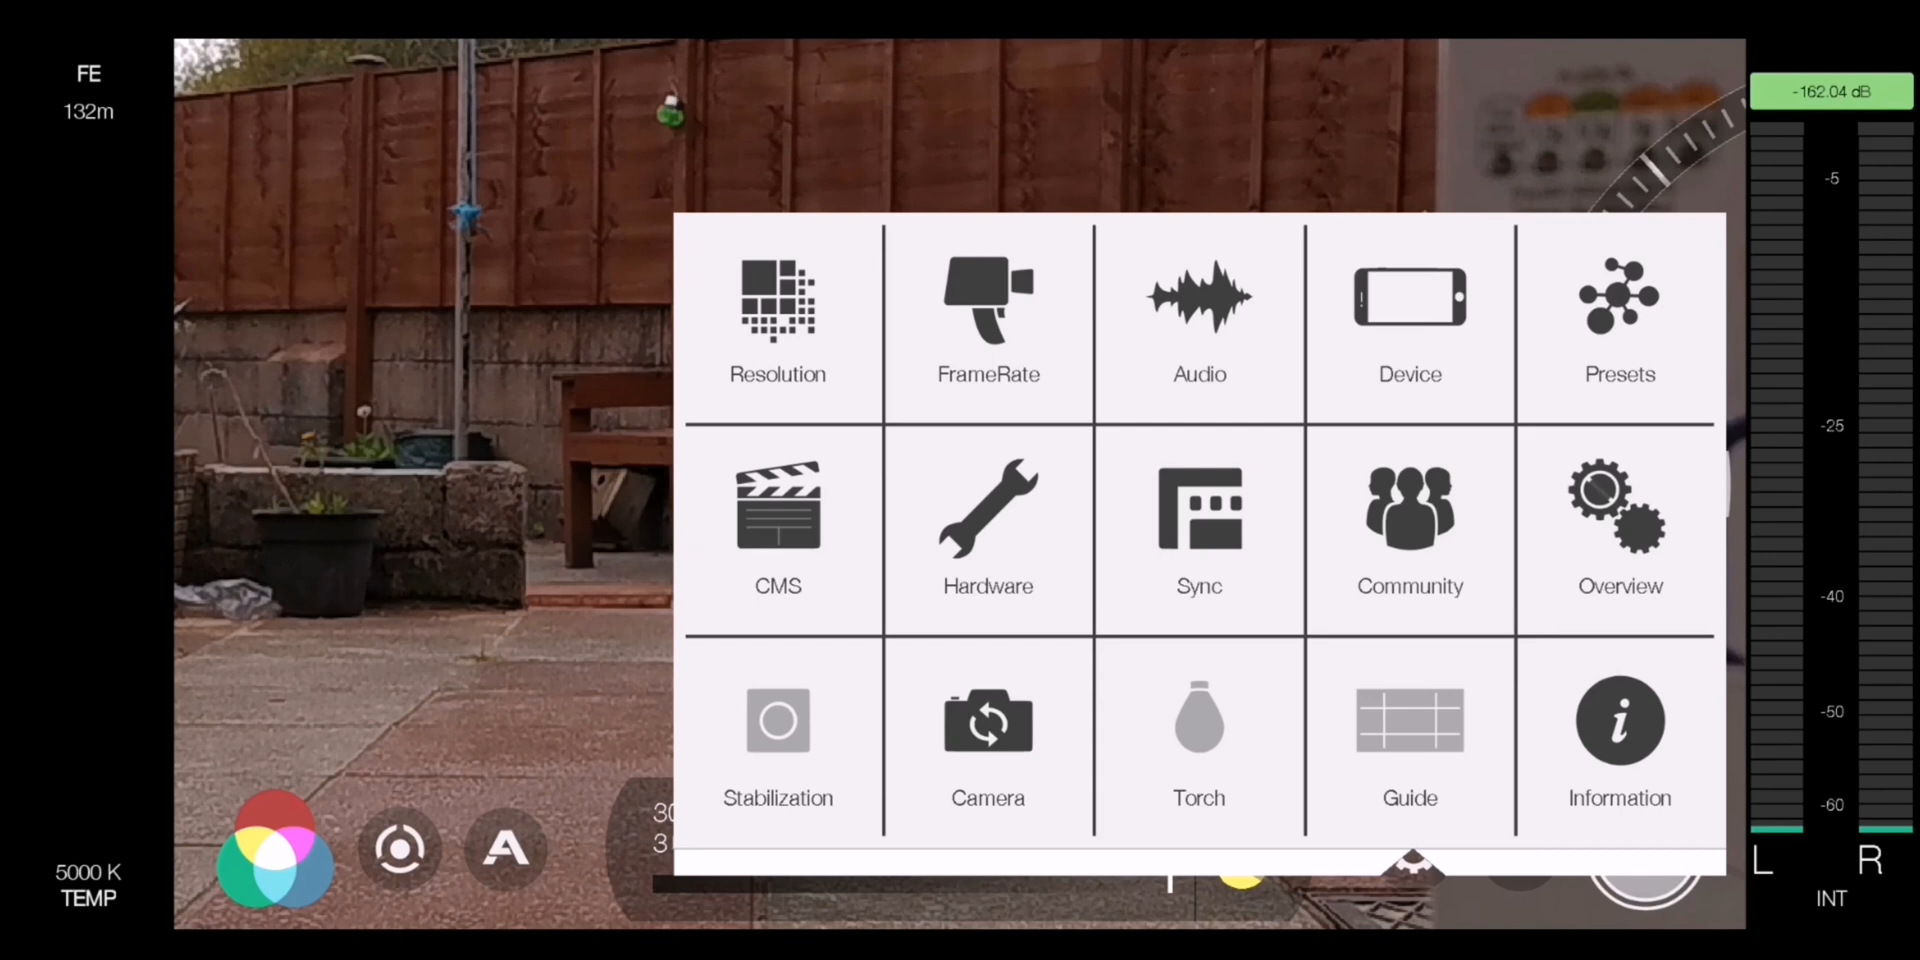 FE
132m
-162.04 dB
-5
-25
-40
-50
-60
L
R
INT
Resolution
FrameRate
Audio
Device
Presets
CMS
Hardware
Sync
Community
Overview
Stabilization
Camera
Torch
Guide
Information
A
5000 K
TEMP